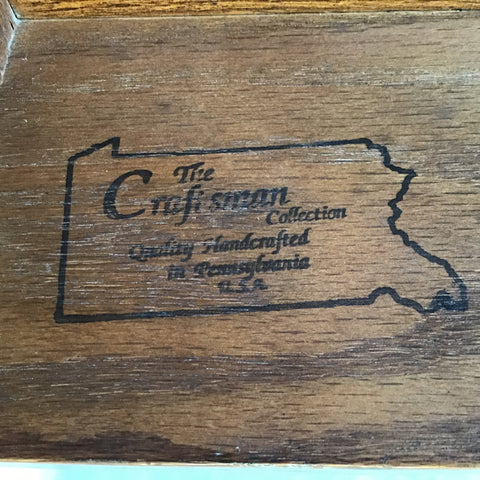 The
Craftsman
Collection
Quality Handcrafted
in Pennsylvania
U.S.A.